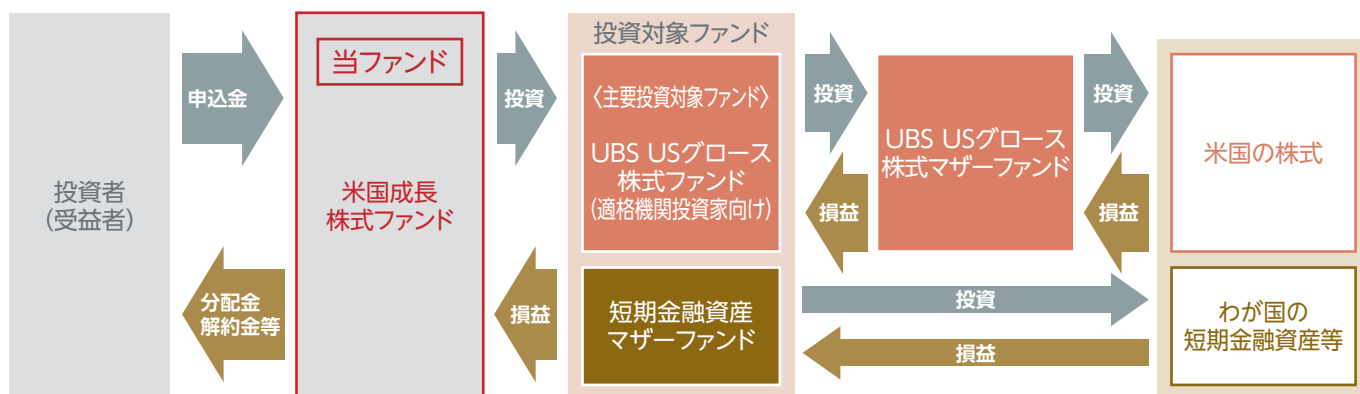 投資者
(受益者)
申込金
分配金
解約金等
当ファンド
米国成長
株式ファンド
投資
損益
投資対象ファンド
〈主要投資対象ファンド〉
UBS USグロース
株式ファンド
(適格機関投資家向け)
短期金融資産
マザーファンド
投資
損益
UBS USグロース
株式マザーファンド
投資
損益
投資
損益
米国の株式
わが国の
短期金融資産等